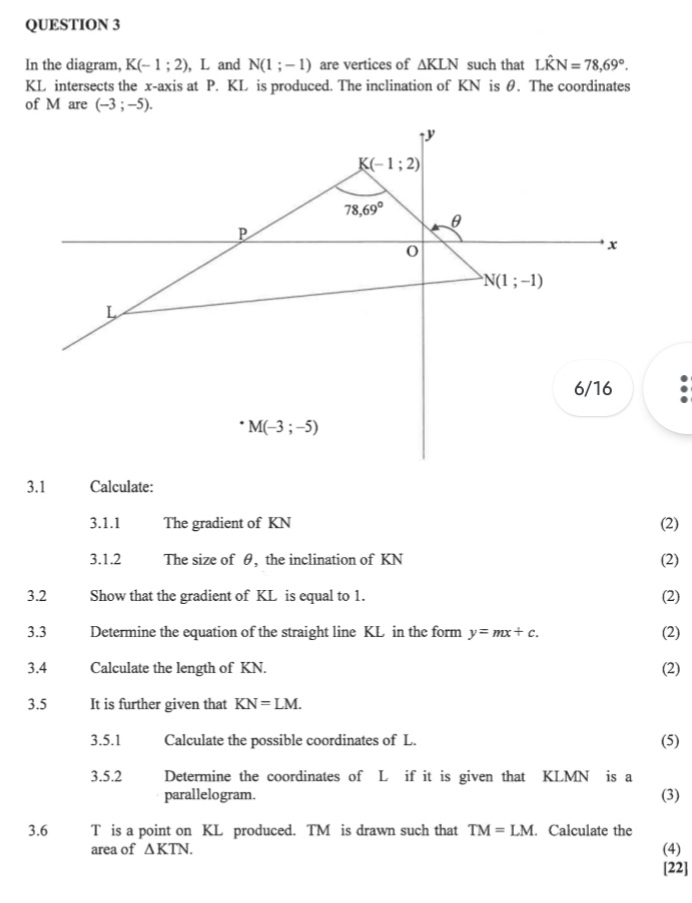 QUESTION 3
In the diagram, K(– 1 ; 2), L and N(1 ; – 1) are vertices of ΔKLN such that LK̂N = 78,69°.
KL intersects the x-axis at P. KL is produced. The inclination of KN is θ. The coordinates
of M are (–3 ; –5).
y
K(– 1 ; 2)
78,69°
θ
P
O
x
N(1 ; –1)
L
6/16
M(–3 ; –5)
3.1 Calculate:
3.1.1 The gradient of KN (2)
3.1.2 The size of θ, the inclination of KN (2)
3.2 Show that the gradient of KL is equal to 1. (2)
3.3 Determine the equation of the straight line KL in the form y = mx + c. (2)
3.4 Calculate the length of KN. (2)
3.5 It is further given that KN = LM.
3.5.1 Calculate the possible coordinates of L. (5)
3.5.2 Determine the coordinates of L if it is given that KLMN is a
parallelogram. (3)
3.6 T is a point on KL produced. TM is drawn such that TM = LM. Calculate the
area of ΔKTN. (4)
[22]